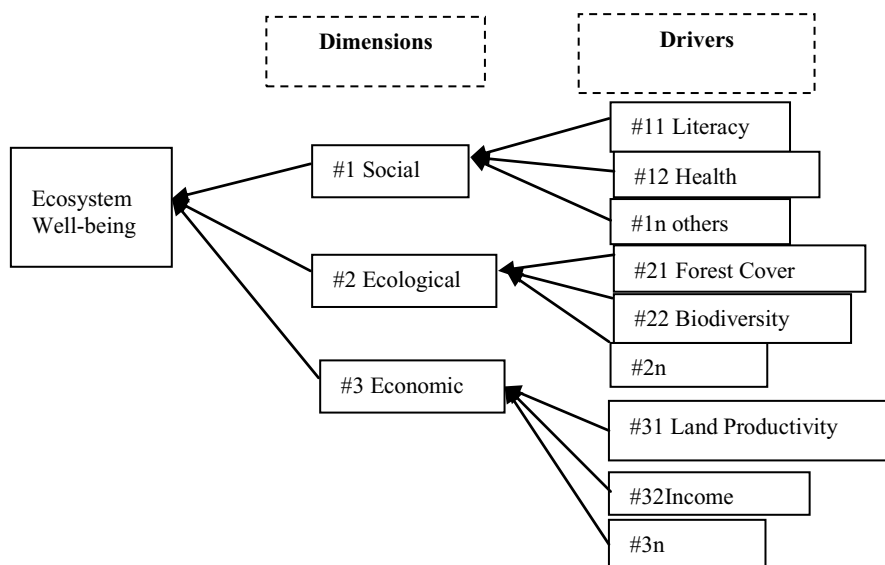 Dimensions
Drivers
Ecosystem
Well-being
#1 Social
#2 Ecological
#3 Economic
#11 Literacy
#12 Health
#1n others
#21 Forest Cover
#22 Biodiversity
#2n
#31 Land Productivity
#32Income
#3n